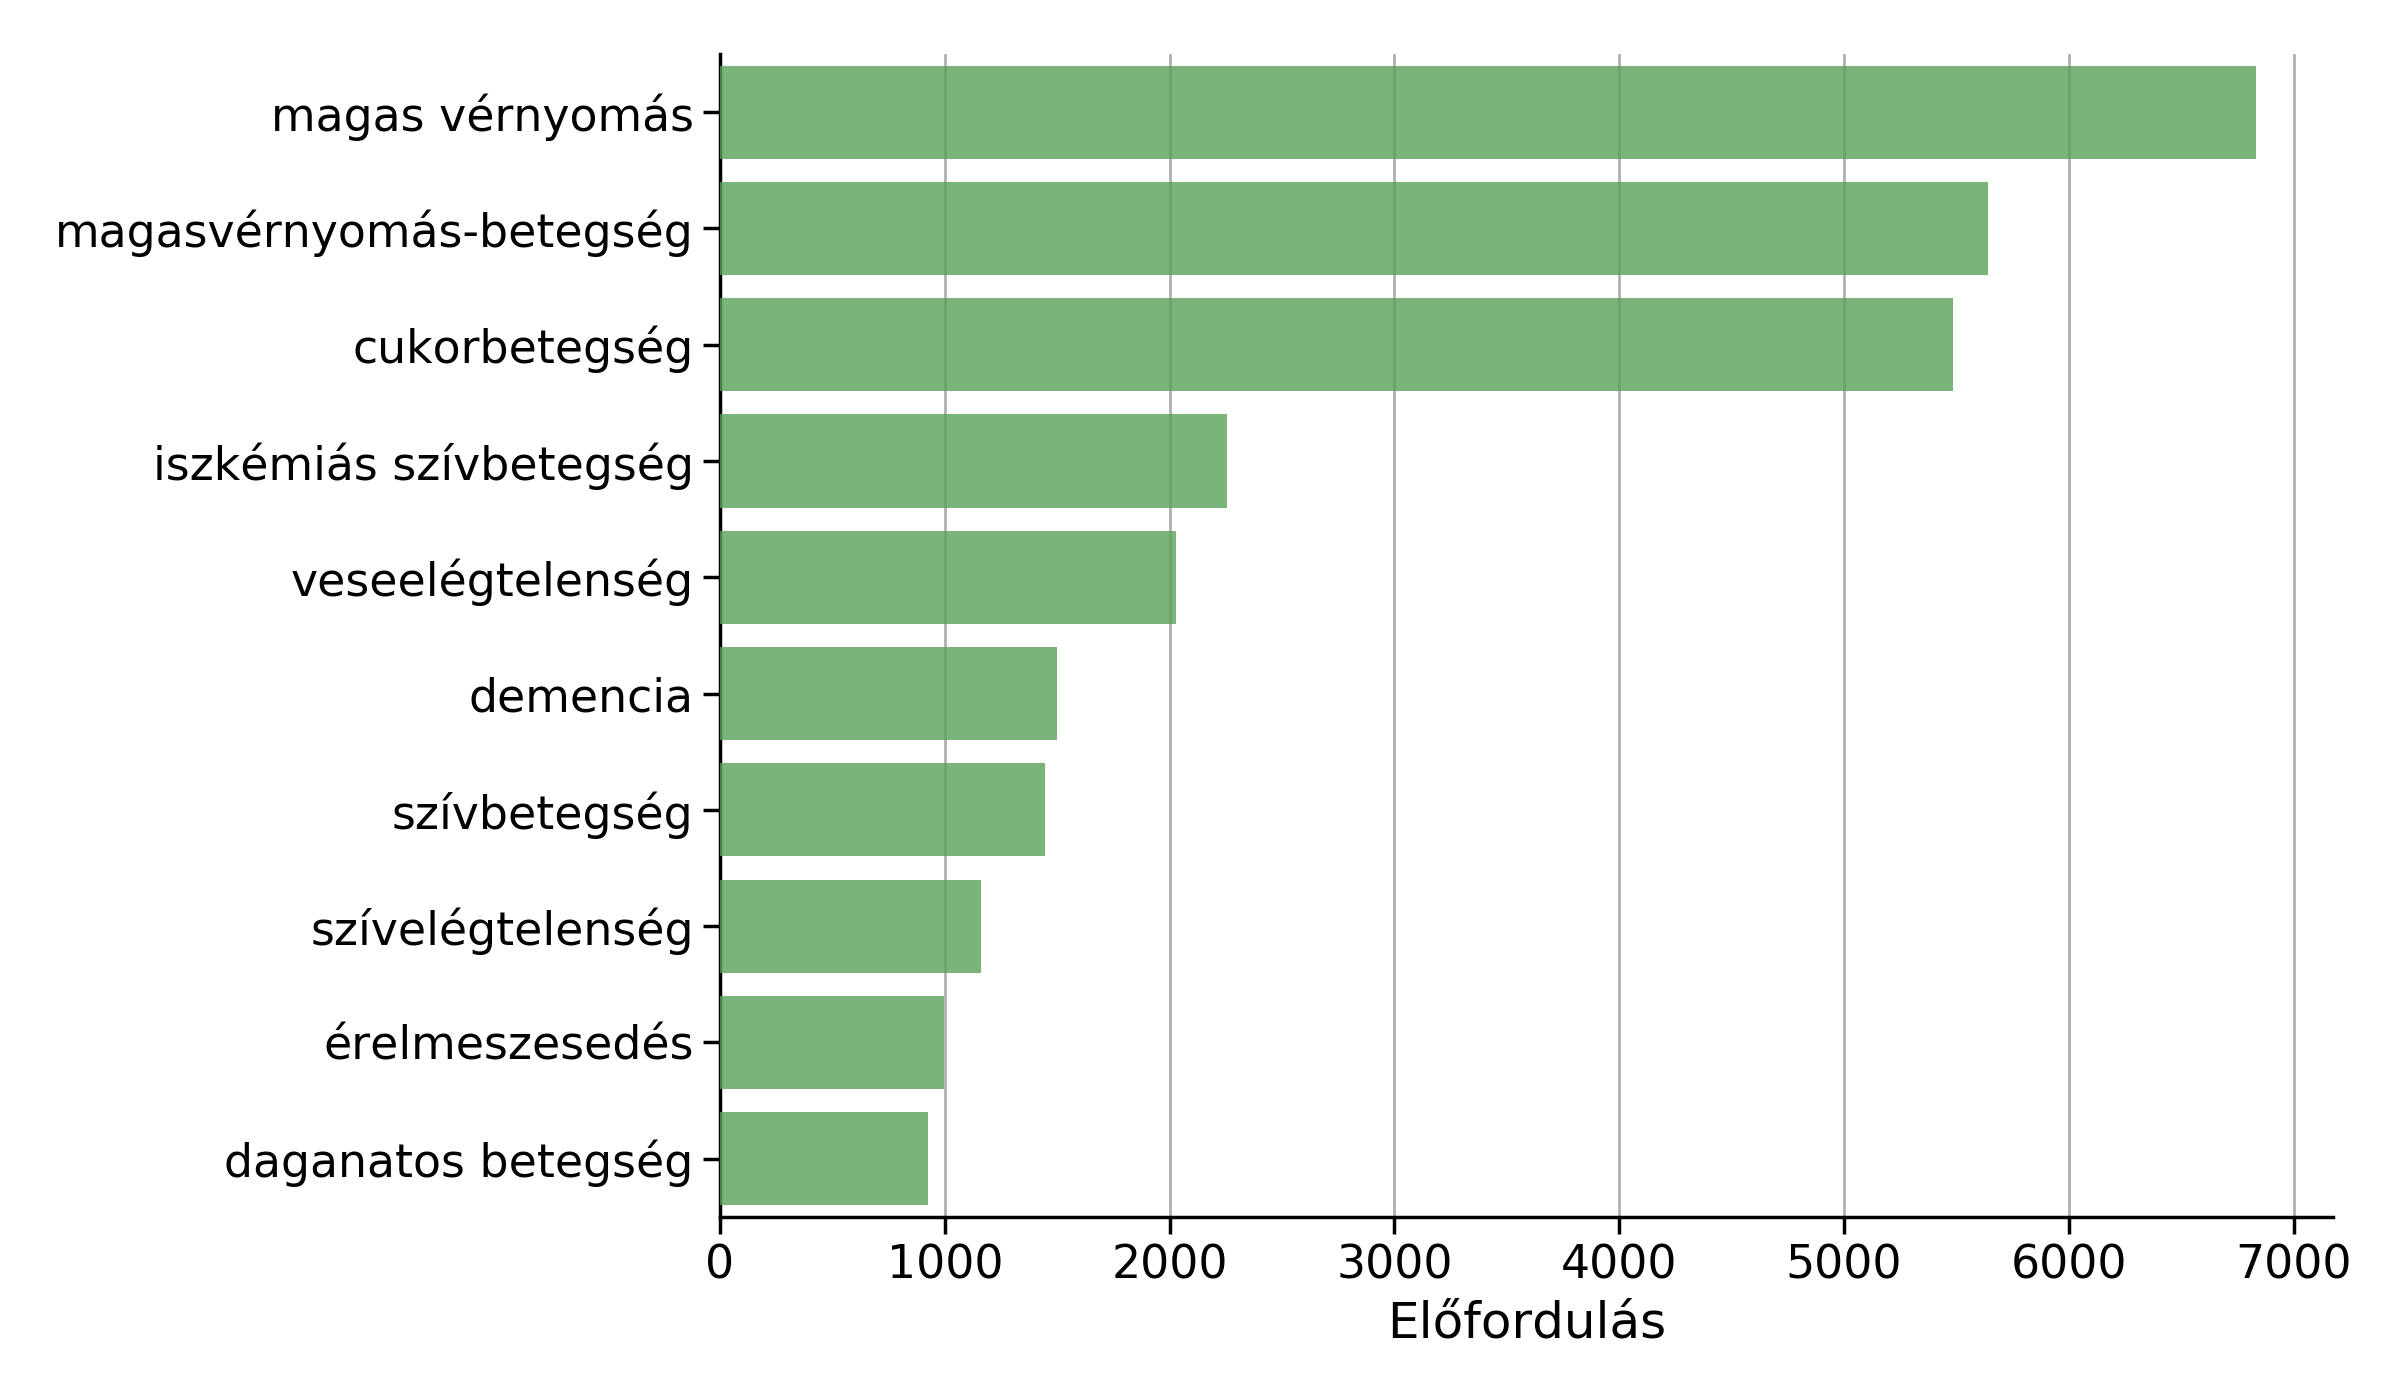 magas vérnyomás
magasvérnyomás-betegség
cukorbetegség
iszkémiás szívbetegség
veseelégtelenség
demencia
szívbetegség
szívelégtelenség
érelmeszesedés
daganatos betegség
0 1000 2000 3000 4000 5000 6000 7000
Előfordulás